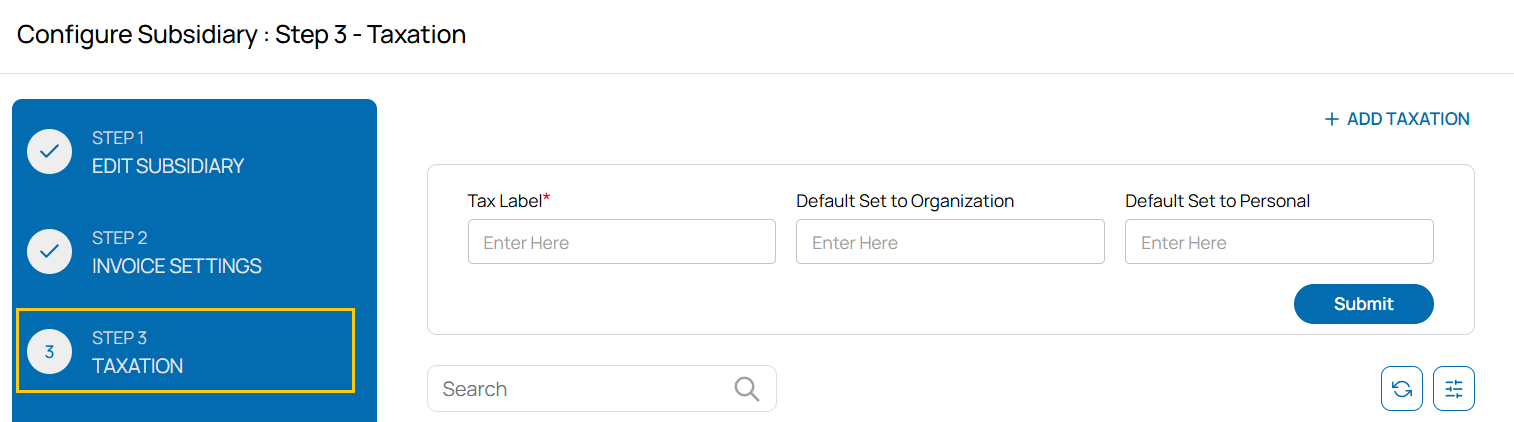 Configure Subsidiary : Step 3 - Taxation
STEP 1
EDIT SUBSIDIARY
STEP 2
INVOICE SETTINGS
3
STEP 3
TAXATION
+ ADD TAXATION
Tax Label*
Default Set to Organization
Default Set to Personal
Enter Here
Enter Here
Enter Here
Submit
Search